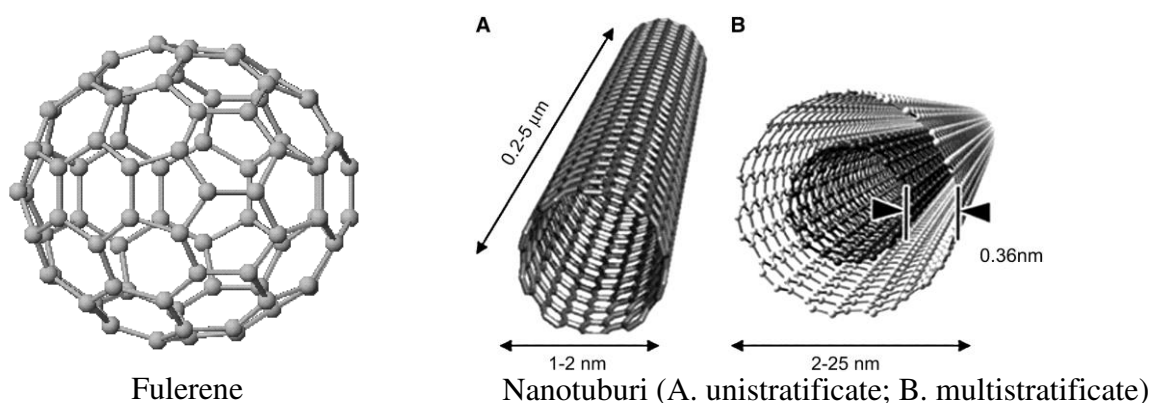 A
B
0.2-5 µm
0.36nm
1-2 nm
2-25 nm
Fulerene
Nanotuburi (A. unistratificate; B. multistratificate)